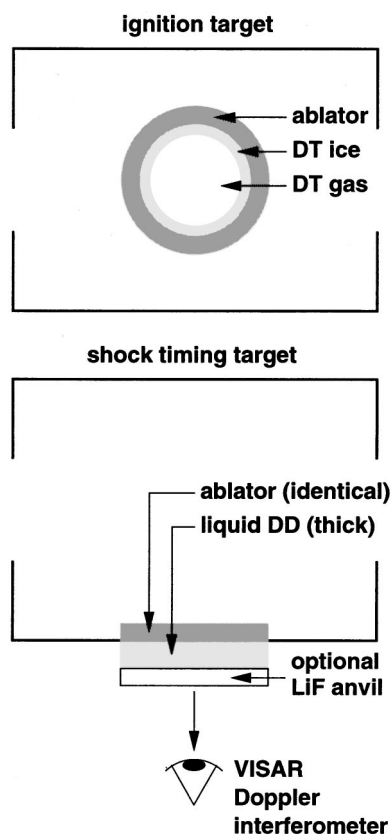 ignition target
ablator
DT ice
DT gas
shock timing target
ablator (identical)
liquid DD (thick)
optional
LiF anvil
VISAR
Doppler
interferometer